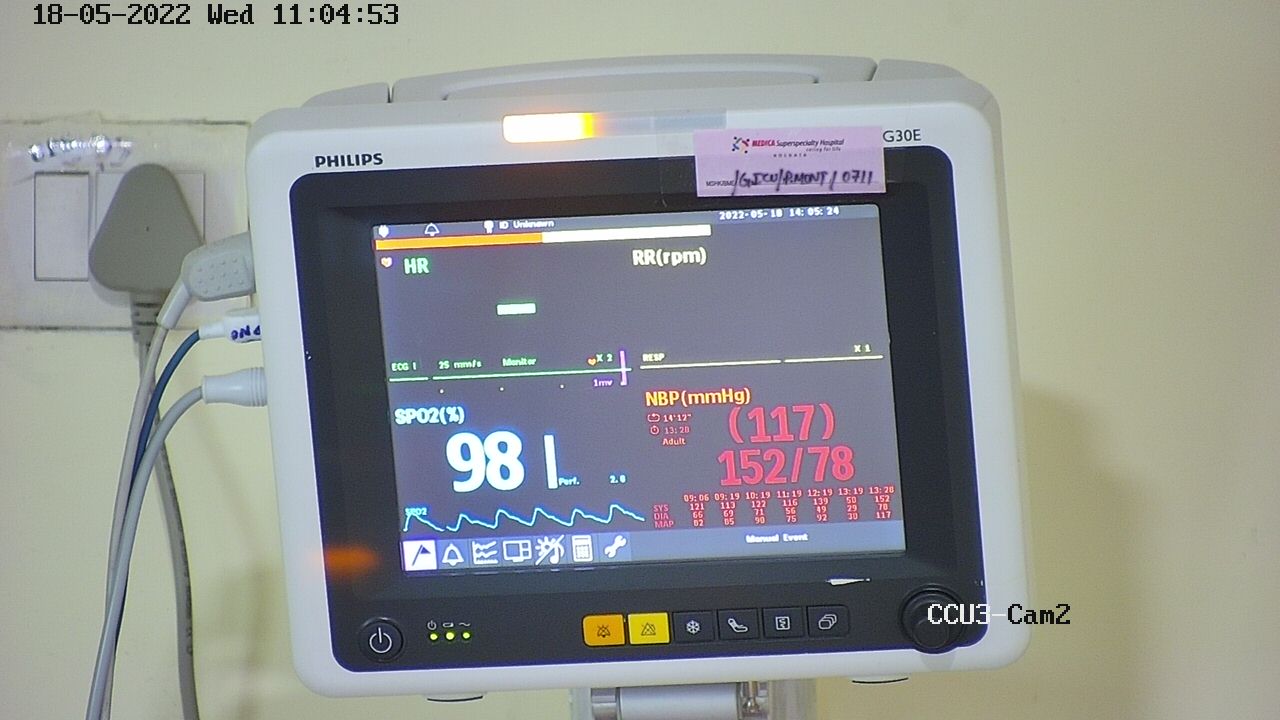 18-05-2022 Wed 11:04:53
PHILIPS
G30E
MEDICA Superspecialty Hospital
KOLKATA
/GICU/P.MONT/0711
ID Unknown
2022-05-18 14:05:24
HR
RR(rpm)
ECG I 25 mm/s Monitor X 2
1mv
RESP X 1
SPO2(%)
98
Perf. 2.0
SPO2
NBP(mmHg)
14'12"
13:28
Adult
(117)
152/78
09:06 09:19 10:19 11:19 12:19 13:19 13:28
SYS 121 113 122 116 139 50 152
DIA 66 69 71 56 49 29 78
MAP 82 85 90 75 92 38 117
Manual Event
CCU3-Cam2